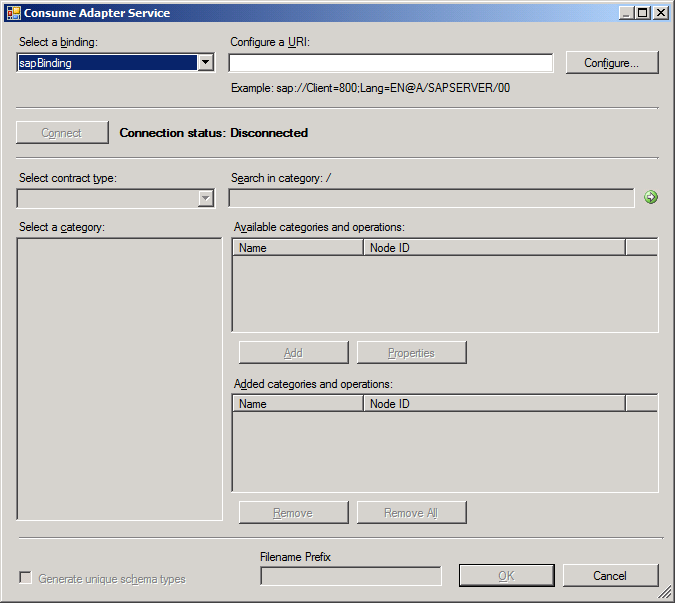 Consume Adapter Service
Select a binding:
Configure a URI:
sapBinding
Configure...
Example: sap://Client=800;Lang=EN@A/SAPSERVER/00
Connect
Connection status: Disconnected
Select contract type:
Search in category: /
Select a category:
Available categories and operations:
Name
Node ID
Add
Properties
Added categories and operations:
Name
Node ID
Remove
Remove All
Filename Prefix
Generate unique schema types
OK
Cancel